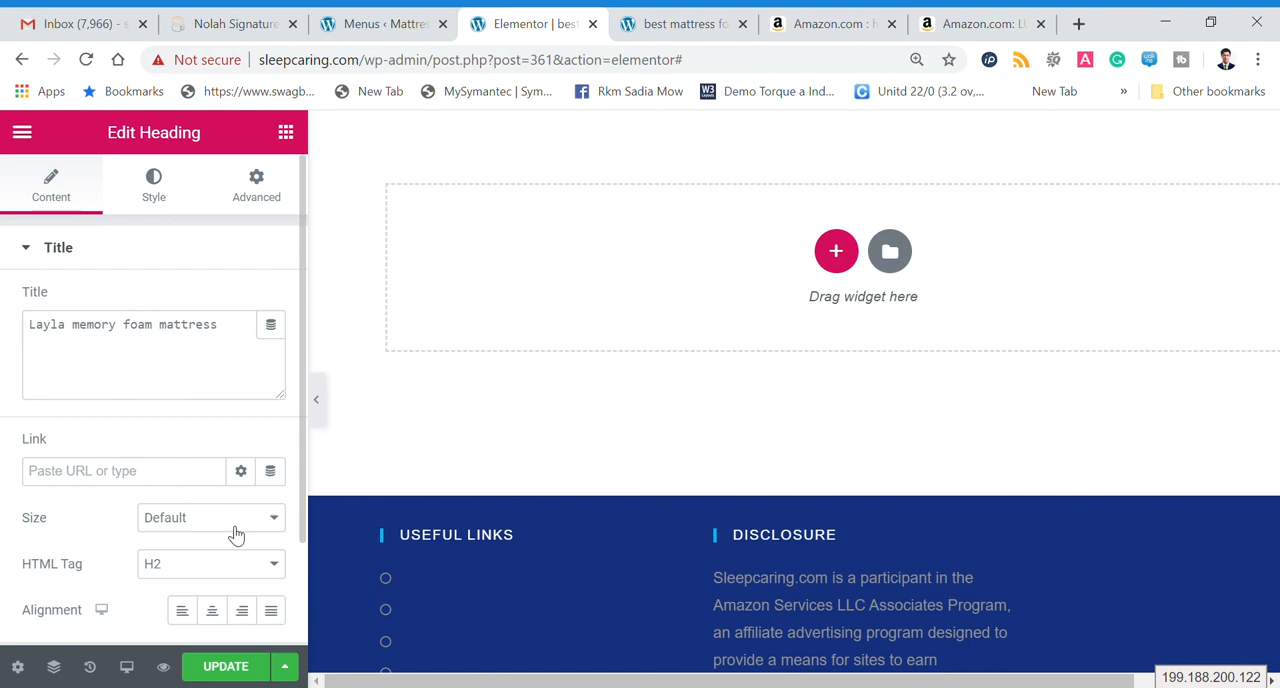 Inbox (7,966) - s
Nolah Signature
Menus ‹ Mattres
Elementor | best
best mattress fo
Amazon.com : h
Amazon.com: LU
Not secure
sleepcaring.com/wp-admin/post.php?post=361&action=elementor#
Apps
Bookmarks
https://www.swagb...
New Tab
MySymantec | Sym...
Rkm Sadia Mow
Demo Torque a Ind...
Unitd 22/0 (3.2 ov,...
New Tab
»
Other bookmarks
Edit Heading
Content
Style
Advanced
Title
Title
Layla memory foam mattress
Link
Paste URL or type
Size
Default
HTML Tag
H2
Alignment
UPDATE
Drag widget here
USEFUL LINKS
DISCLOSURE
Sleepcaring.com is a participant in the
Amazon Services LLC Associates Program,
an affiliate advertising program designed to
provide a means for sites to earn
199.188.200.122